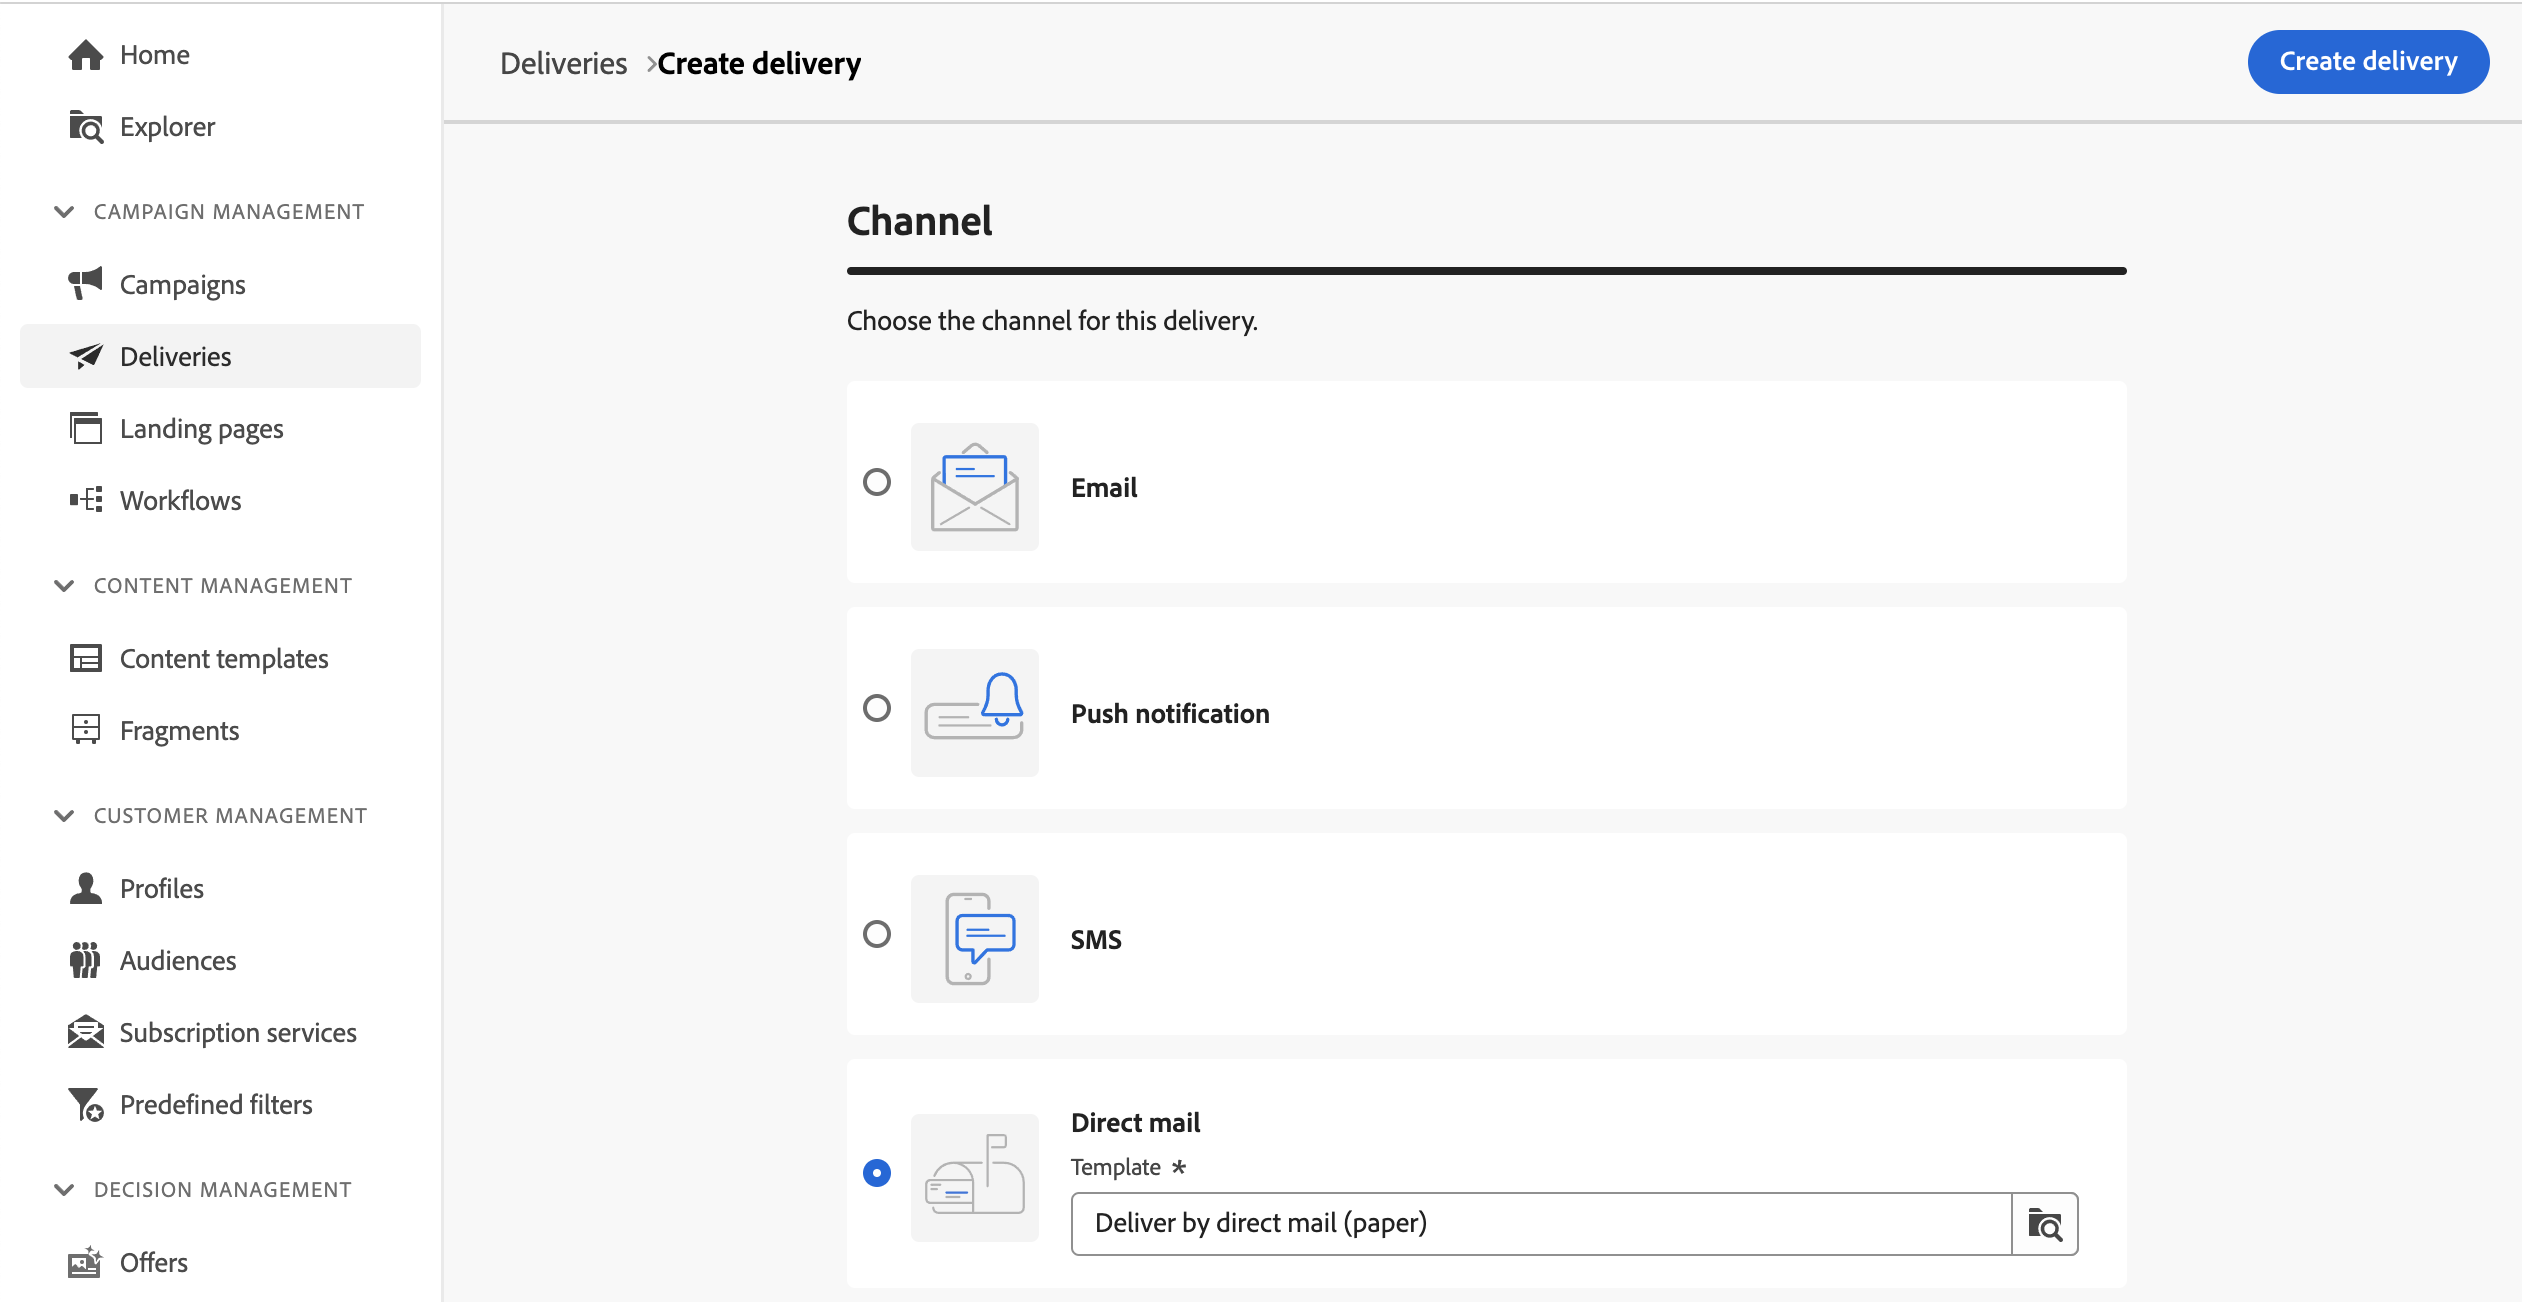 Home
Explorer
CAMPAIGN MANAGEMENT
Campaigns
Deliveries
Landing pages
Workflows
CONTENT MANAGEMENT
Content templates
Fragments
CUSTOMER MANAGEMENT
Profiles
Audiences
Subscription services
Predefined filters
DECISION MANAGEMENT
Offers
Deliveries >Create delivery
Create delivery
Channel
Choose the channel for this delivery.
Email
Push notification
SMS
Direct mail
Template *
Deliver by direct mail (paper)